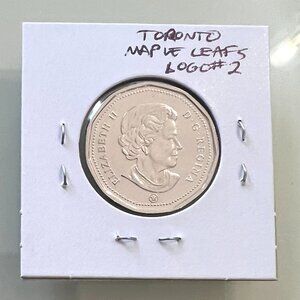 TORONTO
MAPLE LEAFS
LOGO#2
ELIZABETH II
D·G·REGINA